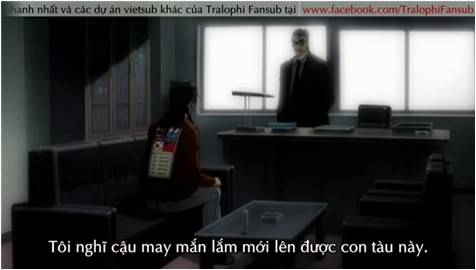 nhanh nhất và các dự án vietsub khác của Tralophi Fansub tại www.facebook.com/TralophiFansub
Tôi nghĩ cậu may mắn lắm mới lên được con tàu này.